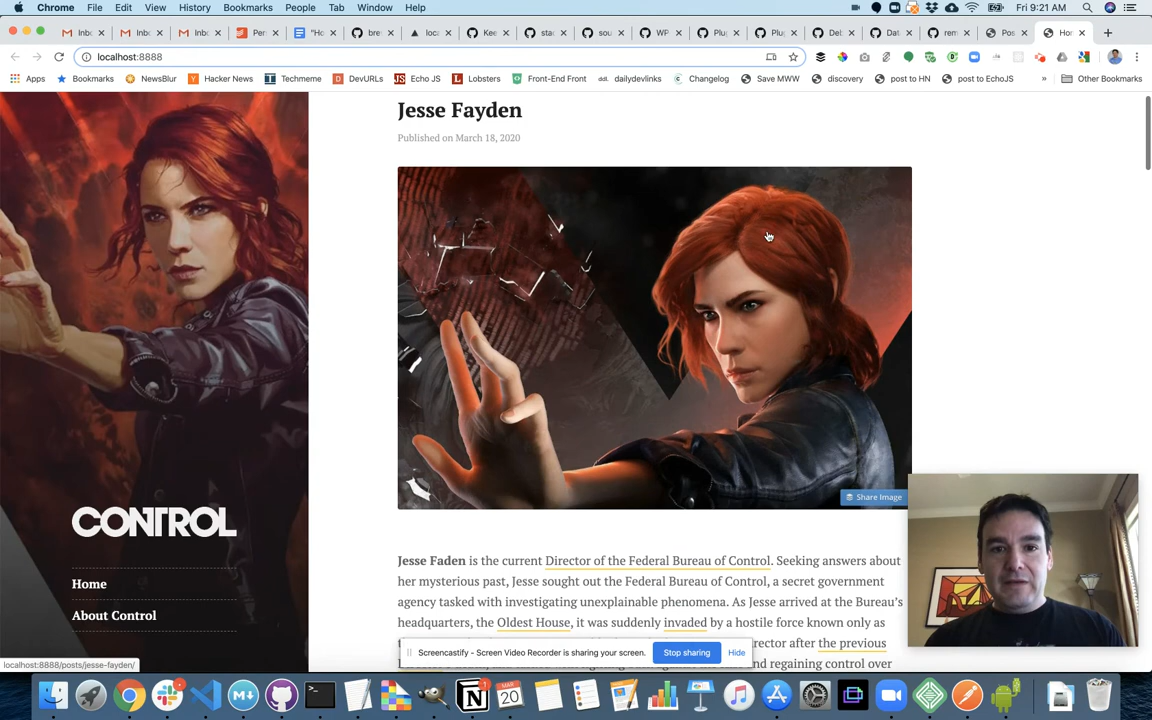 Chrome File Edit View History Bookmarks People Tab Window Help Fri 9:21 AM
localhost:8888
Apps Bookmarks NewsBlur Hacker News Techmeme DevURLs Echo JS Lobsters Front-End Front dailydevlinks Changelog Save MWW discovery post to HN post to EchoJS » Other Bookmarks
Jesse Fayden
Published on March 18, 2020
Share Image
CONTROL
Home
About Control
Jesse Faden is the current Director of the Federal Bureau of Control. Seeking answers about
her mysterious past, Jesse sought out the Federal Bureau of Control, a secret government
agency tasked with investigating unexplainable phenomena. As Jesse arrived at the Bureau's
headquarters, the Oldest House, it was suddenly invaded by a hostile force known only as
the previous
and regaining control over
Screencastify - Screen Video Recorder is sharing your screen. Stop sharing Hide
localhost:8888/posts/jesse-fayden/
MAR
20